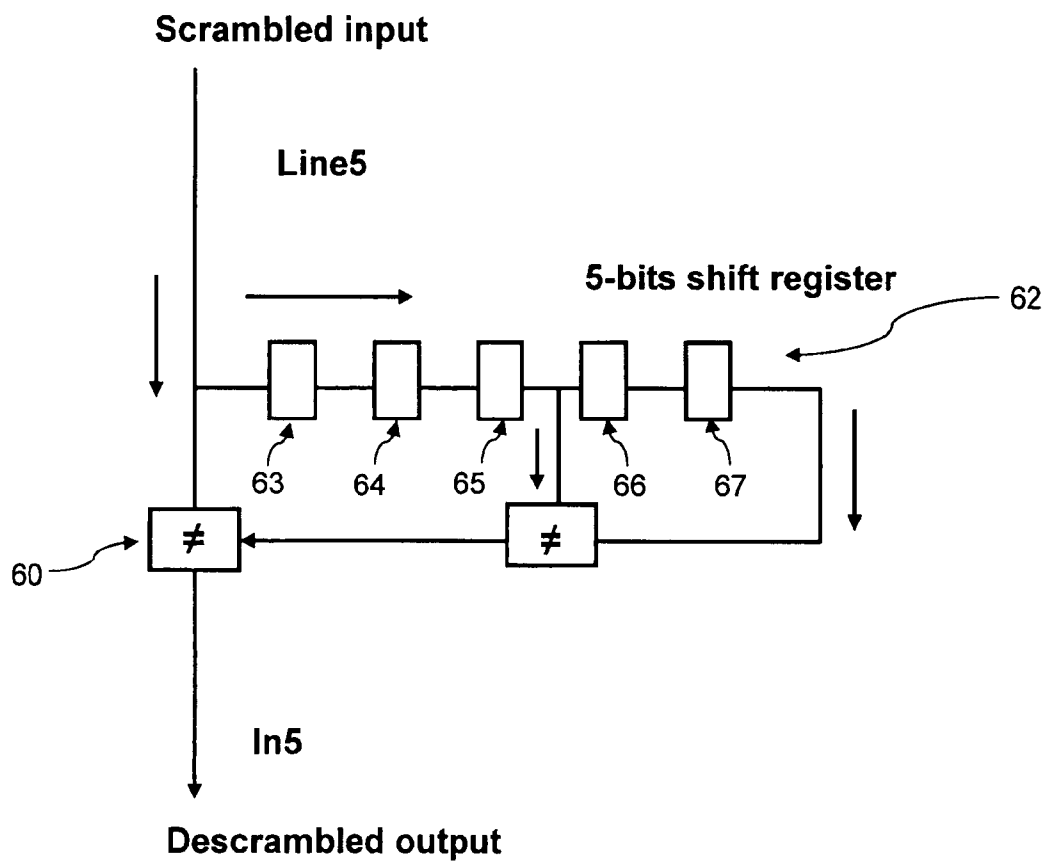 Scrambled input
Line5
5-bits shift register
62
63
64
65
66
67
≠
≠
60
In5
Descrambled output